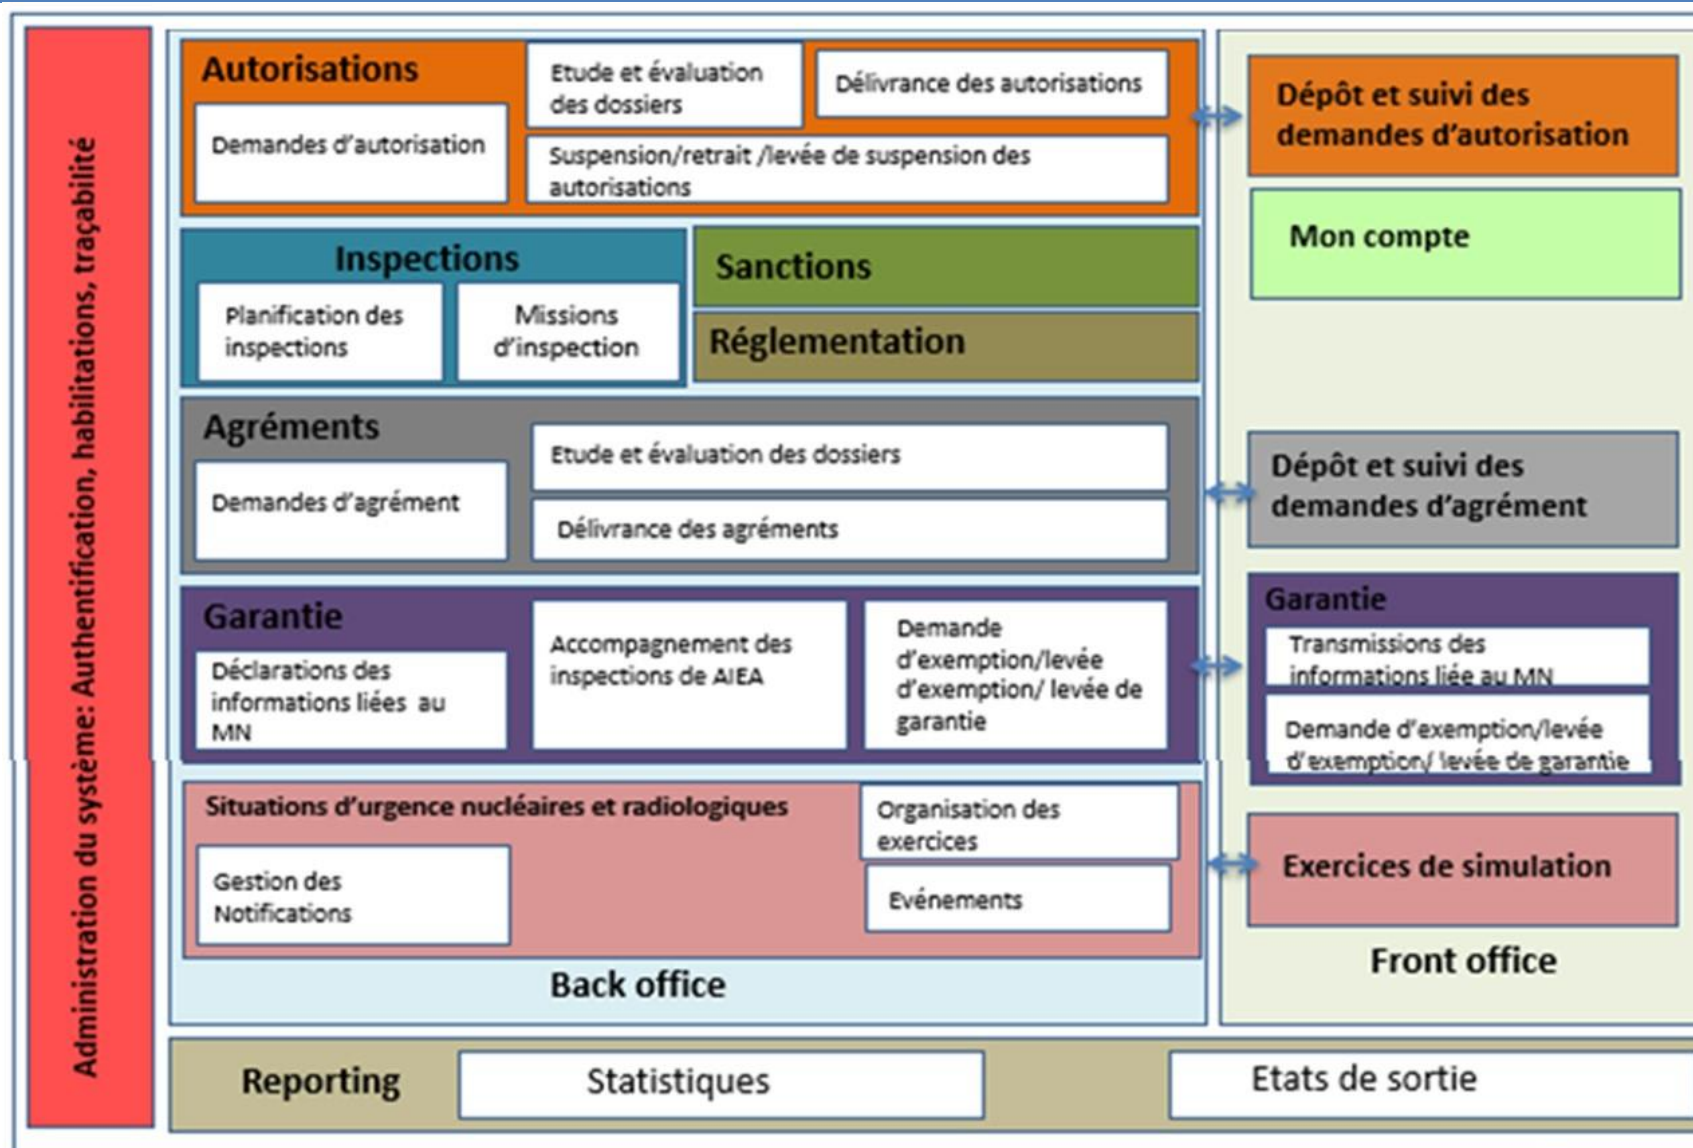 Administration du système: Authentification, habilitations, traçabilité
Autorisations
Demandes d'autorisation
Etude et évaluation
des dossiers
Délivrance des autorisations
Suspension/retrait /levée de suspension des
autorisations
Inspections
Planification des
inspections
Missions
d'inspection
Sanctions
Réglementation
Agréments
Demandes d'agrément
Etude et évaluation des dossiers
Délivrance des agréments
Garantie
Déclarations des
informations liées au
MN
Accompagnement des
inspections de AIEA
Demande
d'exemption/levée
d'exemption/ levée de
garantie
Situations d'urgence nucléaires et radiologiques
Gestion des
Notifications
Organisation des
exercices
Evénements
Back office
Dépôt et suivi des
demandes d'autorisation
Mon compte
Dépôt et suivi des
demandes d'agrément
Garantie
Transmissions des
informations liée au MN
Demande d'exemption/levée
d'exemption/ levée de garantie
Exercices de simulation
Front office
Reporting
Statistiques
Etats de sortie